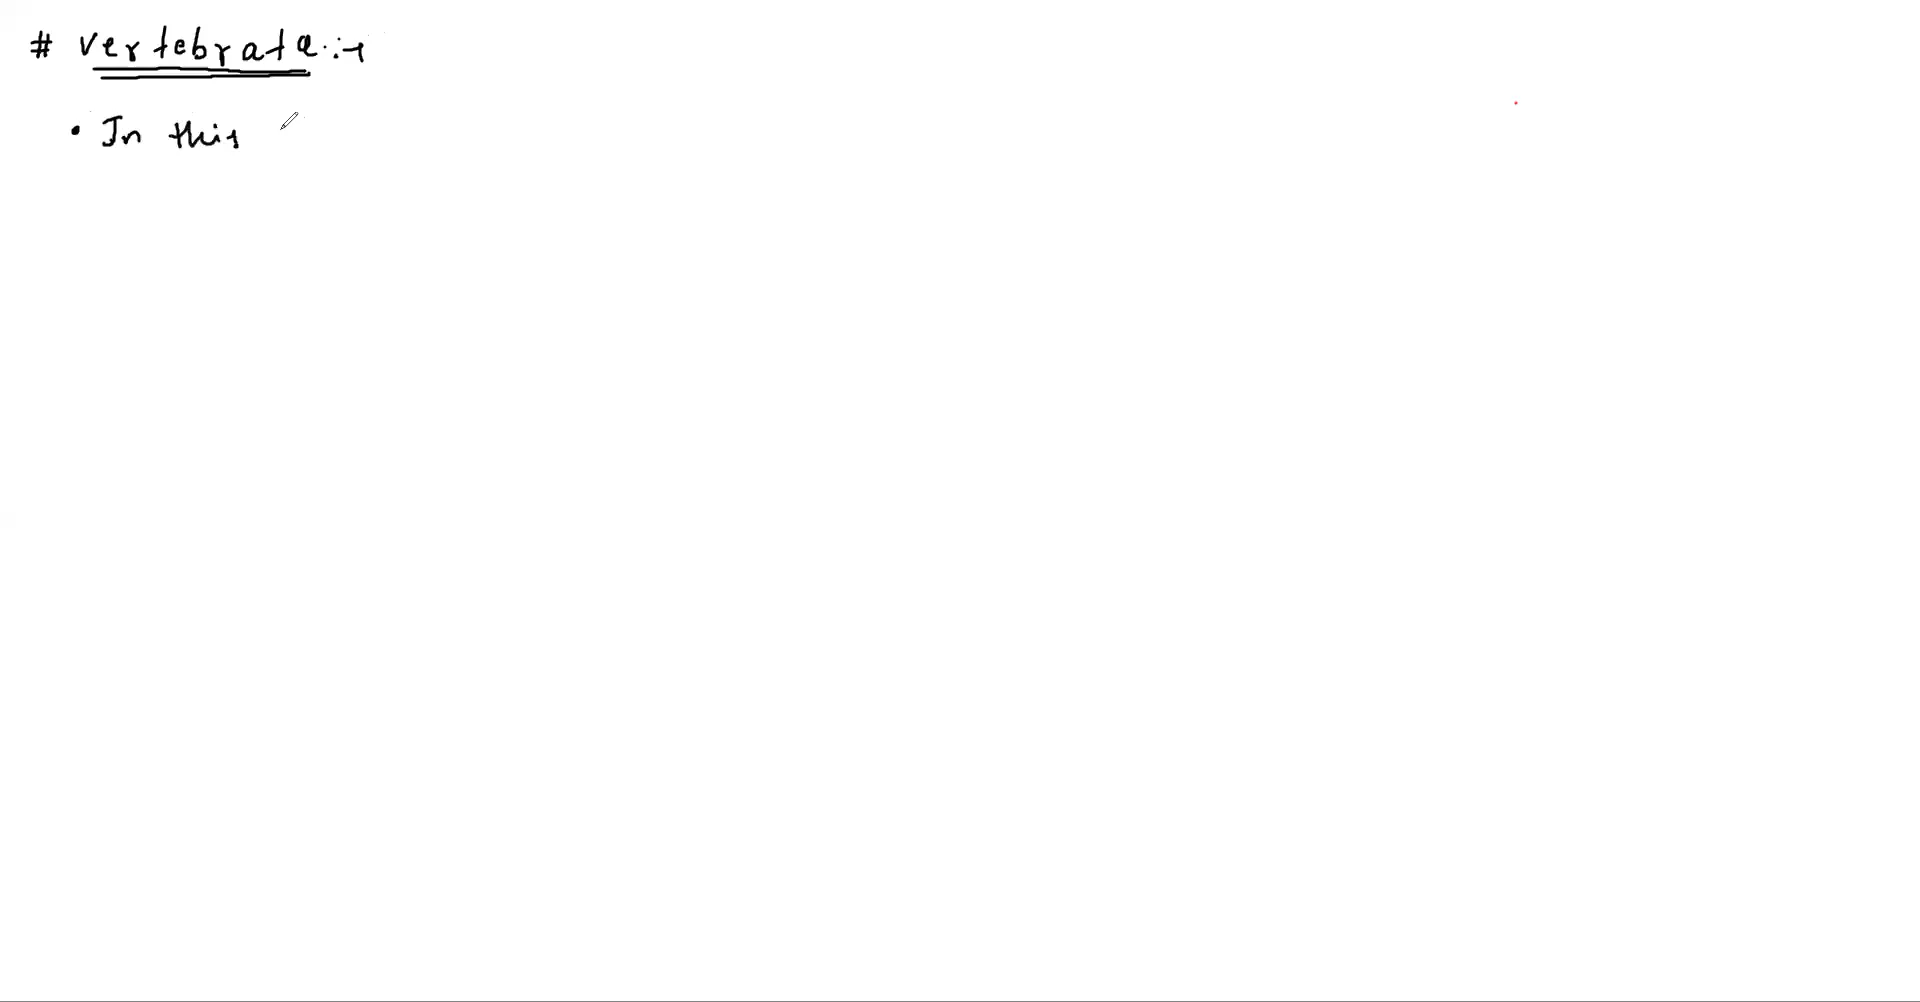 # vertebrata :-
• In this